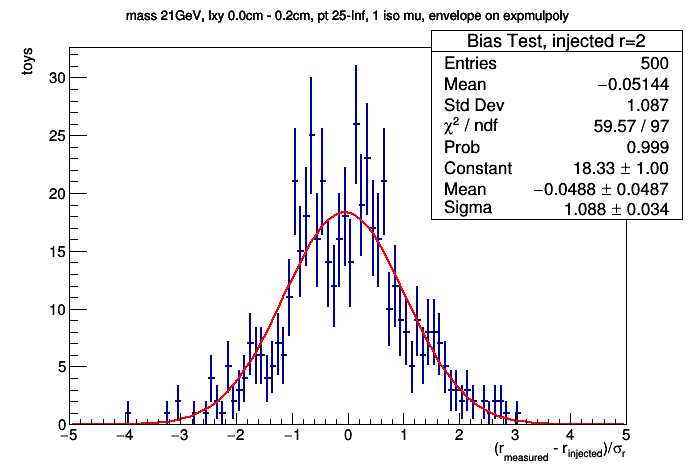 mass 21GeV, lxy 0.0cm - 0.2cm, pt 25-Inf, 1 iso mu, envelope on expmulpoly
Bias Test, injected r=2
Entries 500
Mean −0.05144
Std Dev 1.087
χ² / ndf 59.57 / 97
Prob 0.999
Constant 18.33 ± 1.00
Mean −0.0488 ± 0.0487
Sigma 1.088 ± 0.034
toys
30
25
20
15
10
5
0
−5 −4 −3 −2 −1 0 1 2 3 4 5
(r_measured - r_injected)/σ_r